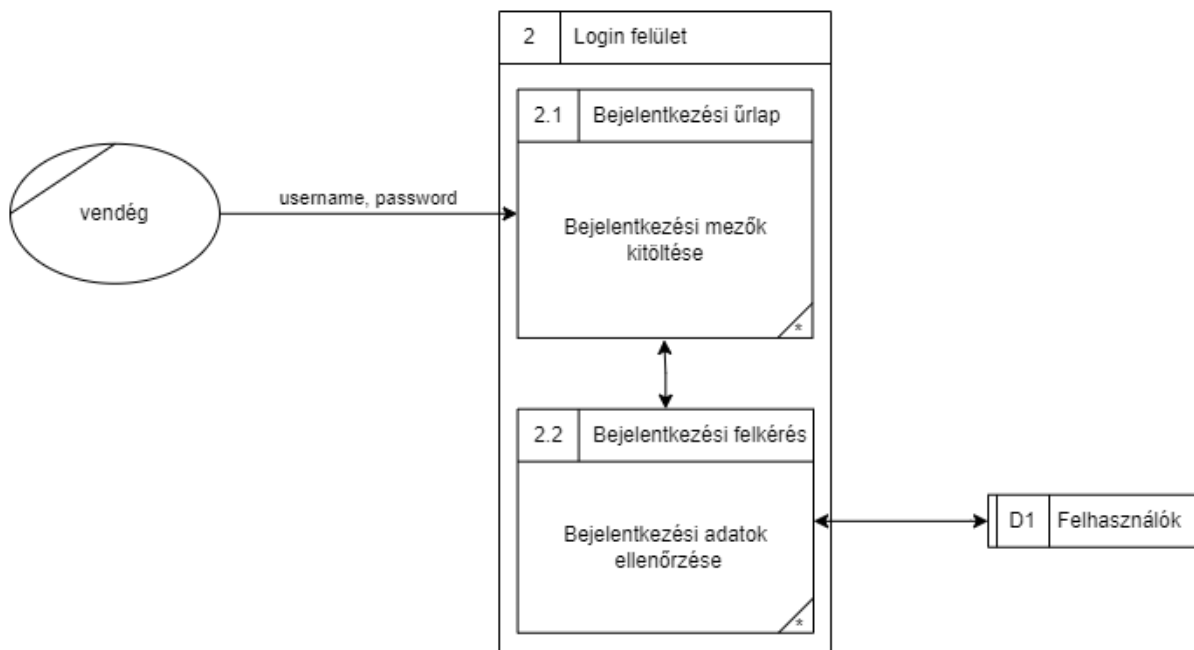 2 Login felület
2.1 Bejelentkezési űrlap
vendég
username, password
Bejelentkezési mezők
kitöltése
*
2.2 Bejelentkezési felkérés
Bejelentkezési adatok
ellenőrzése
*
D1 Felhasználók